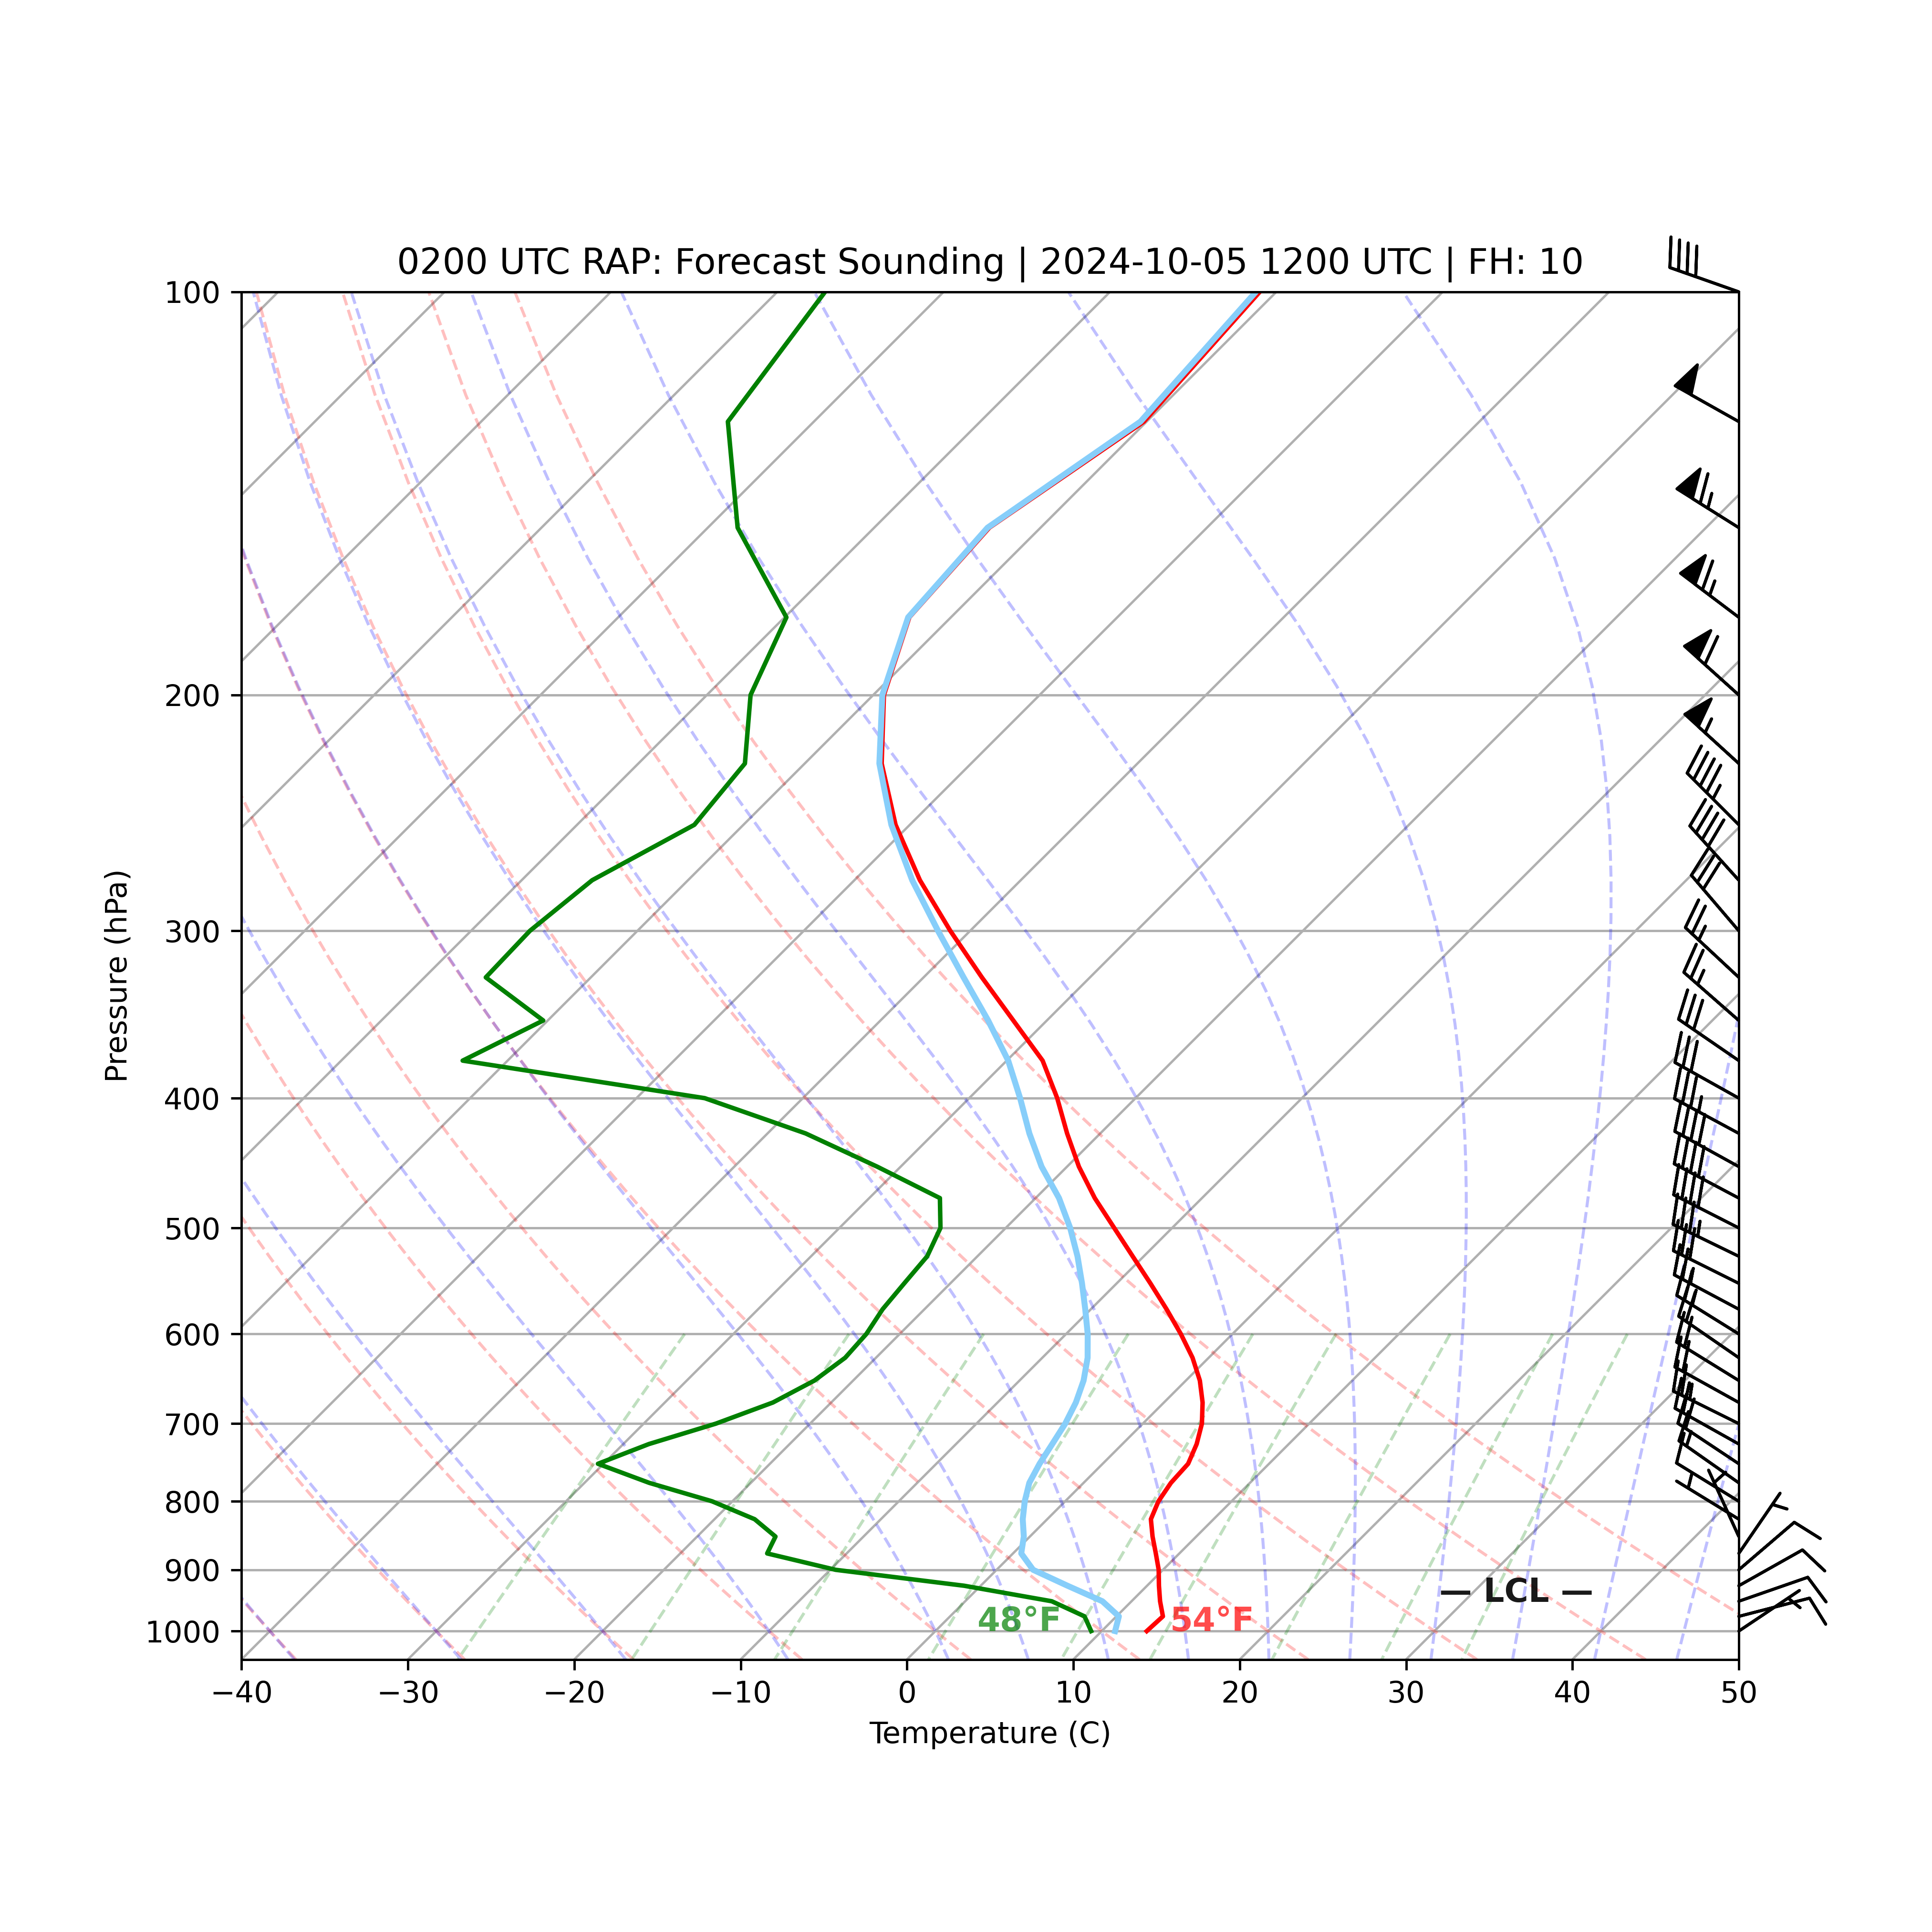 0200 UTC RAP: Forecast Sounding | 2024-10-05 1200 UTC | FH: 10
100
200
300
400
500
600
700
800
900
1000
Pressure (hPa)
— LCL —
48°F
54°F
−40 −30 −20 −10 0 10 20 30 40 50
Temperature (C)